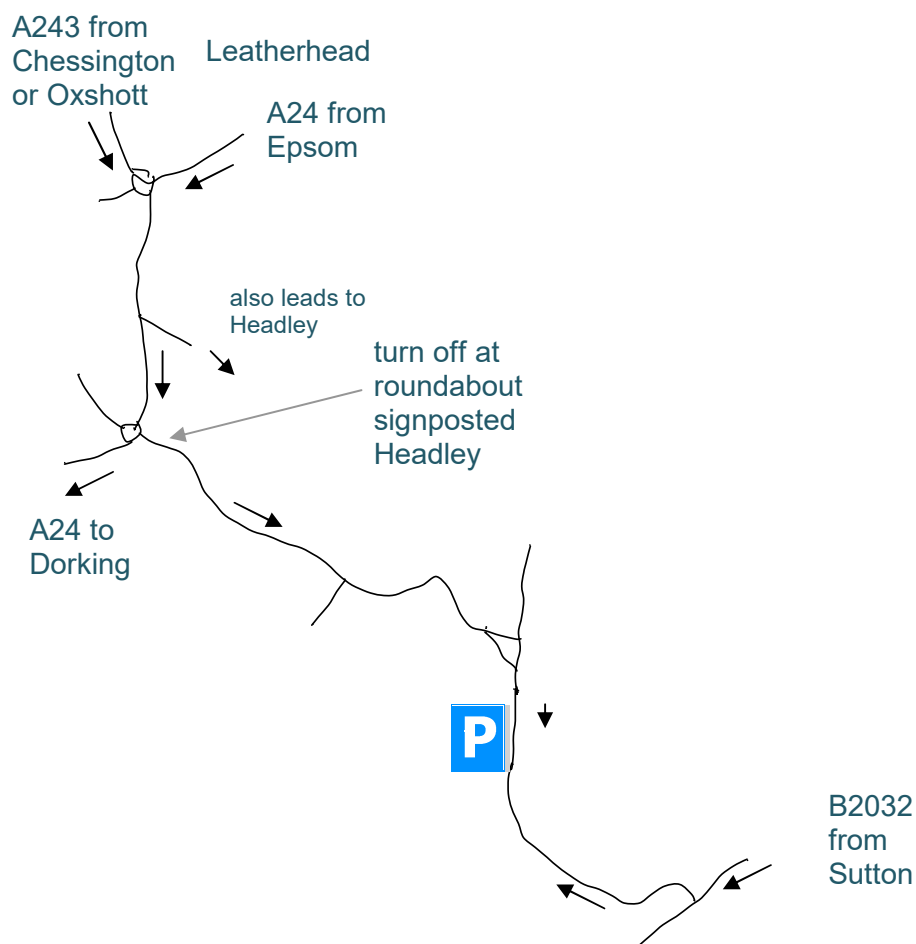 A243 from
Chessington
or Oxshott
Leatherhead
A24 from
Epsom
also leads to
Headley
turn off at
roundabout
signposted
Headley
A24 to
Dorking
P
B2032
from
Sutton